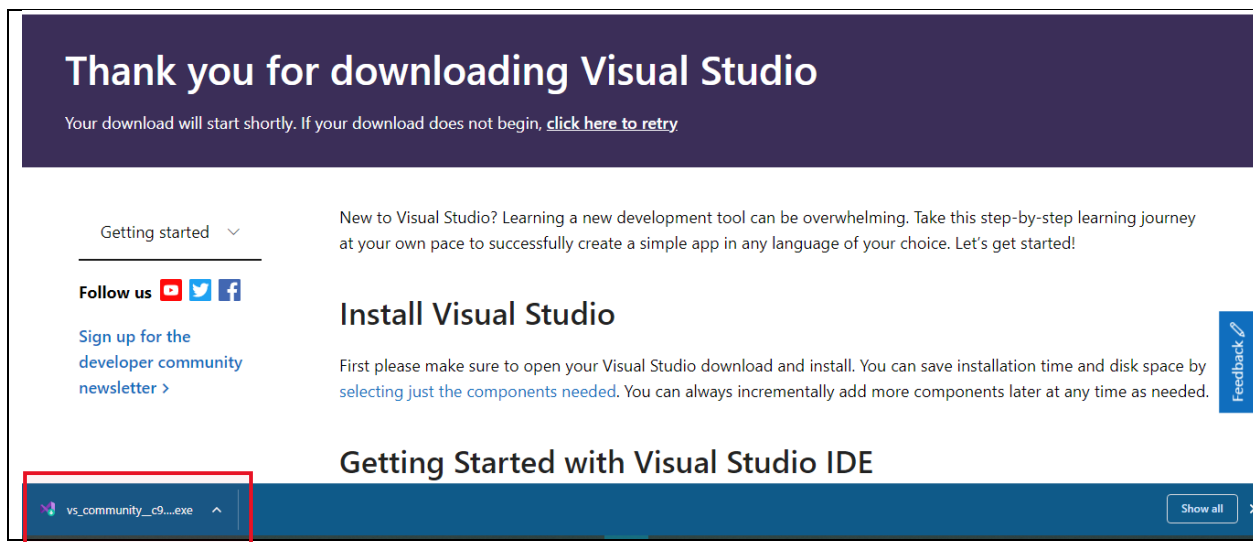 Thank you for downloading Visual Studio
Your download will start shortly. If your download does not begin, click here to retry
Getting started
Follow us
Sign up for the
developer community
newsletter >
New to Visual Studio? Learning a new development tool can be overwhelming. Take this step-by-step learning journey
at your own pace to successfully create a simple app in any language of your choice. Let's get started!
Install Visual Studio
First please make sure to open your Visual Studio download and install. You can save installation time and disk space by
selecting just the components needed. You can always incrementally add more components later at any time as needed.
Getting Started with Visual Studio IDE
Feedback
vs_community__c9....exe
Show all